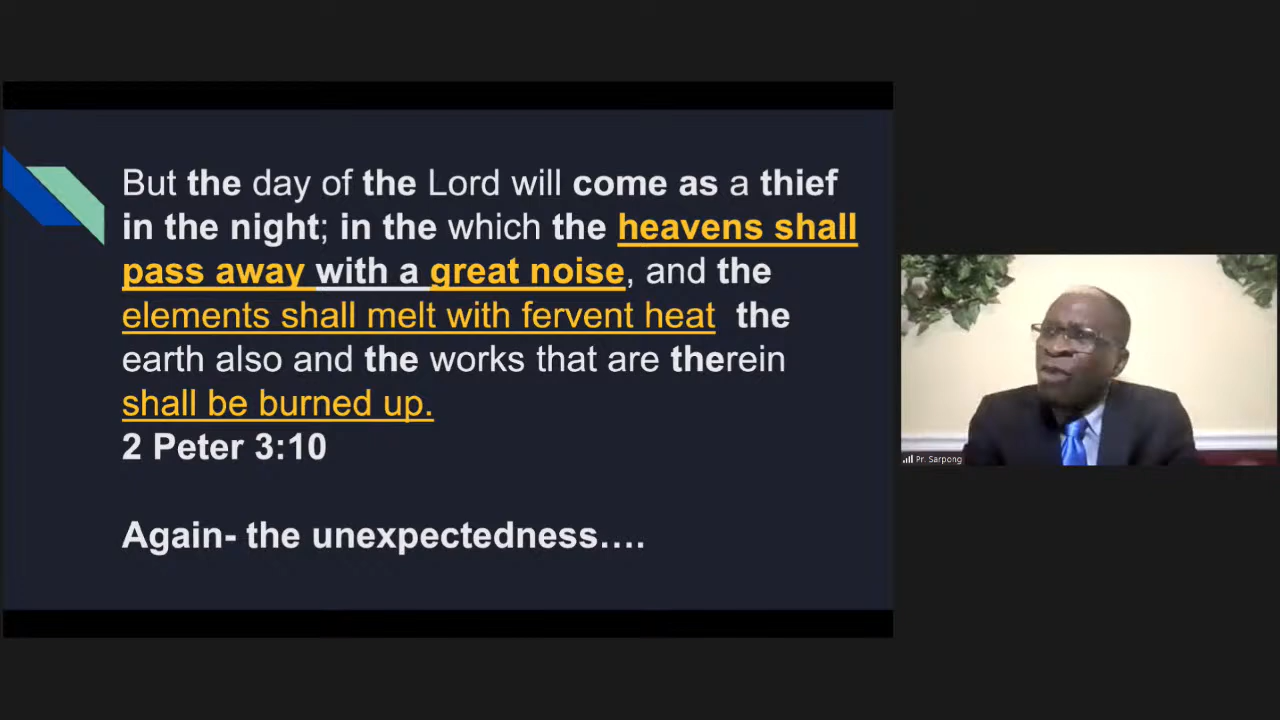 But the day of the Lord will come as a thief
in the night; in the which the heavens shall
pass away with a great noise, and the
elements shall melt with fervent heat the
earth also and the works that are therein
shall be burned up.
2 Peter 3:10
Again- the unexpectedness….
Pr. Sarpong